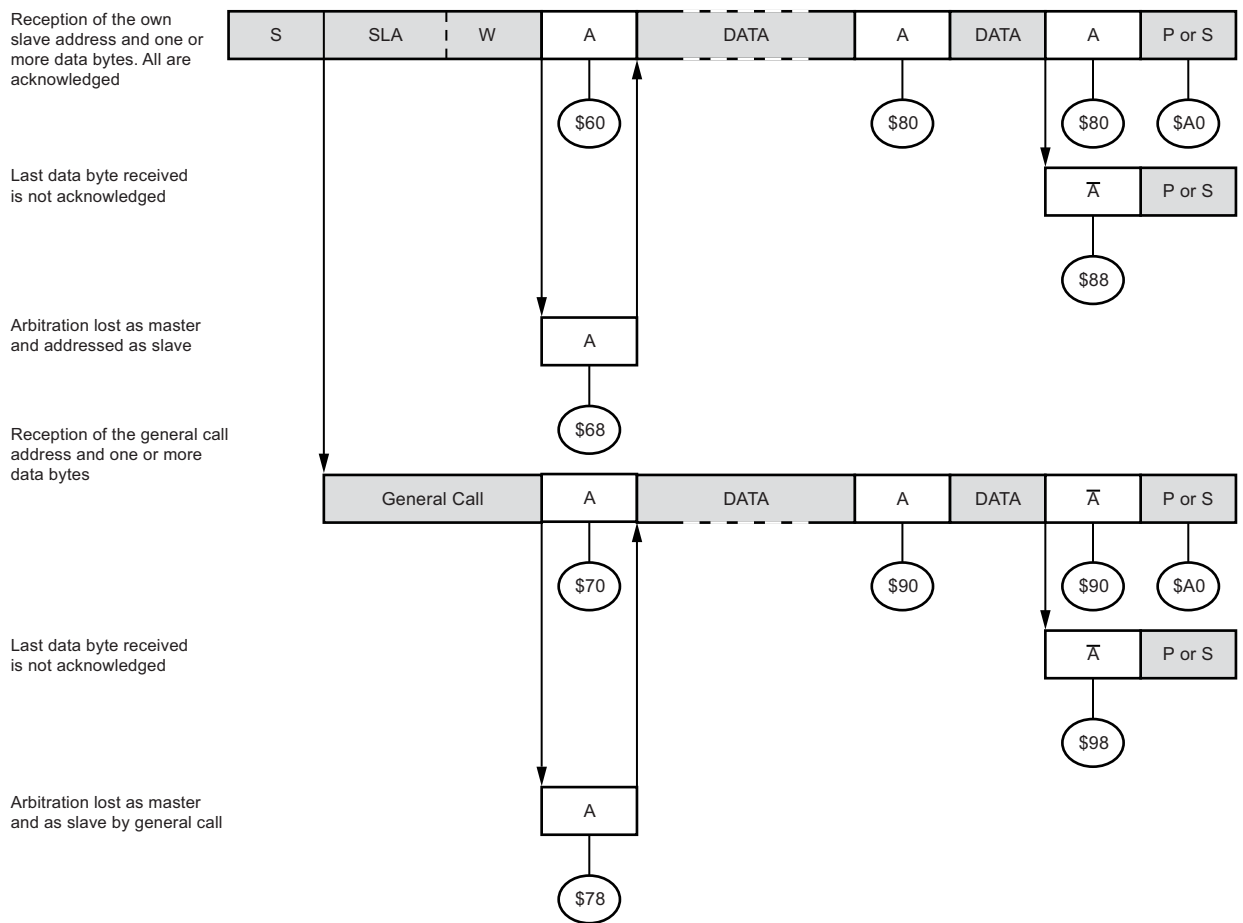 Reception of the own
slave address and one or
more data bytes. All are
acknowledged
S SLA W A DATA A DATA A P or S
$60 $80 $80 $A0
Last data byte received
is not acknowledged
A̅ P or S
$88
Arbitration lost as master
and addressed as slave
A
$68
Reception of the general call
address and one or more
data bytes
General Call A DATA A DATA A̅ P or S
$70 $90 $90 $A0
Last data byte received
is not acknowledged
A̅ P or S
$98
Arbitration lost as master
and as slave by general call
A
$78